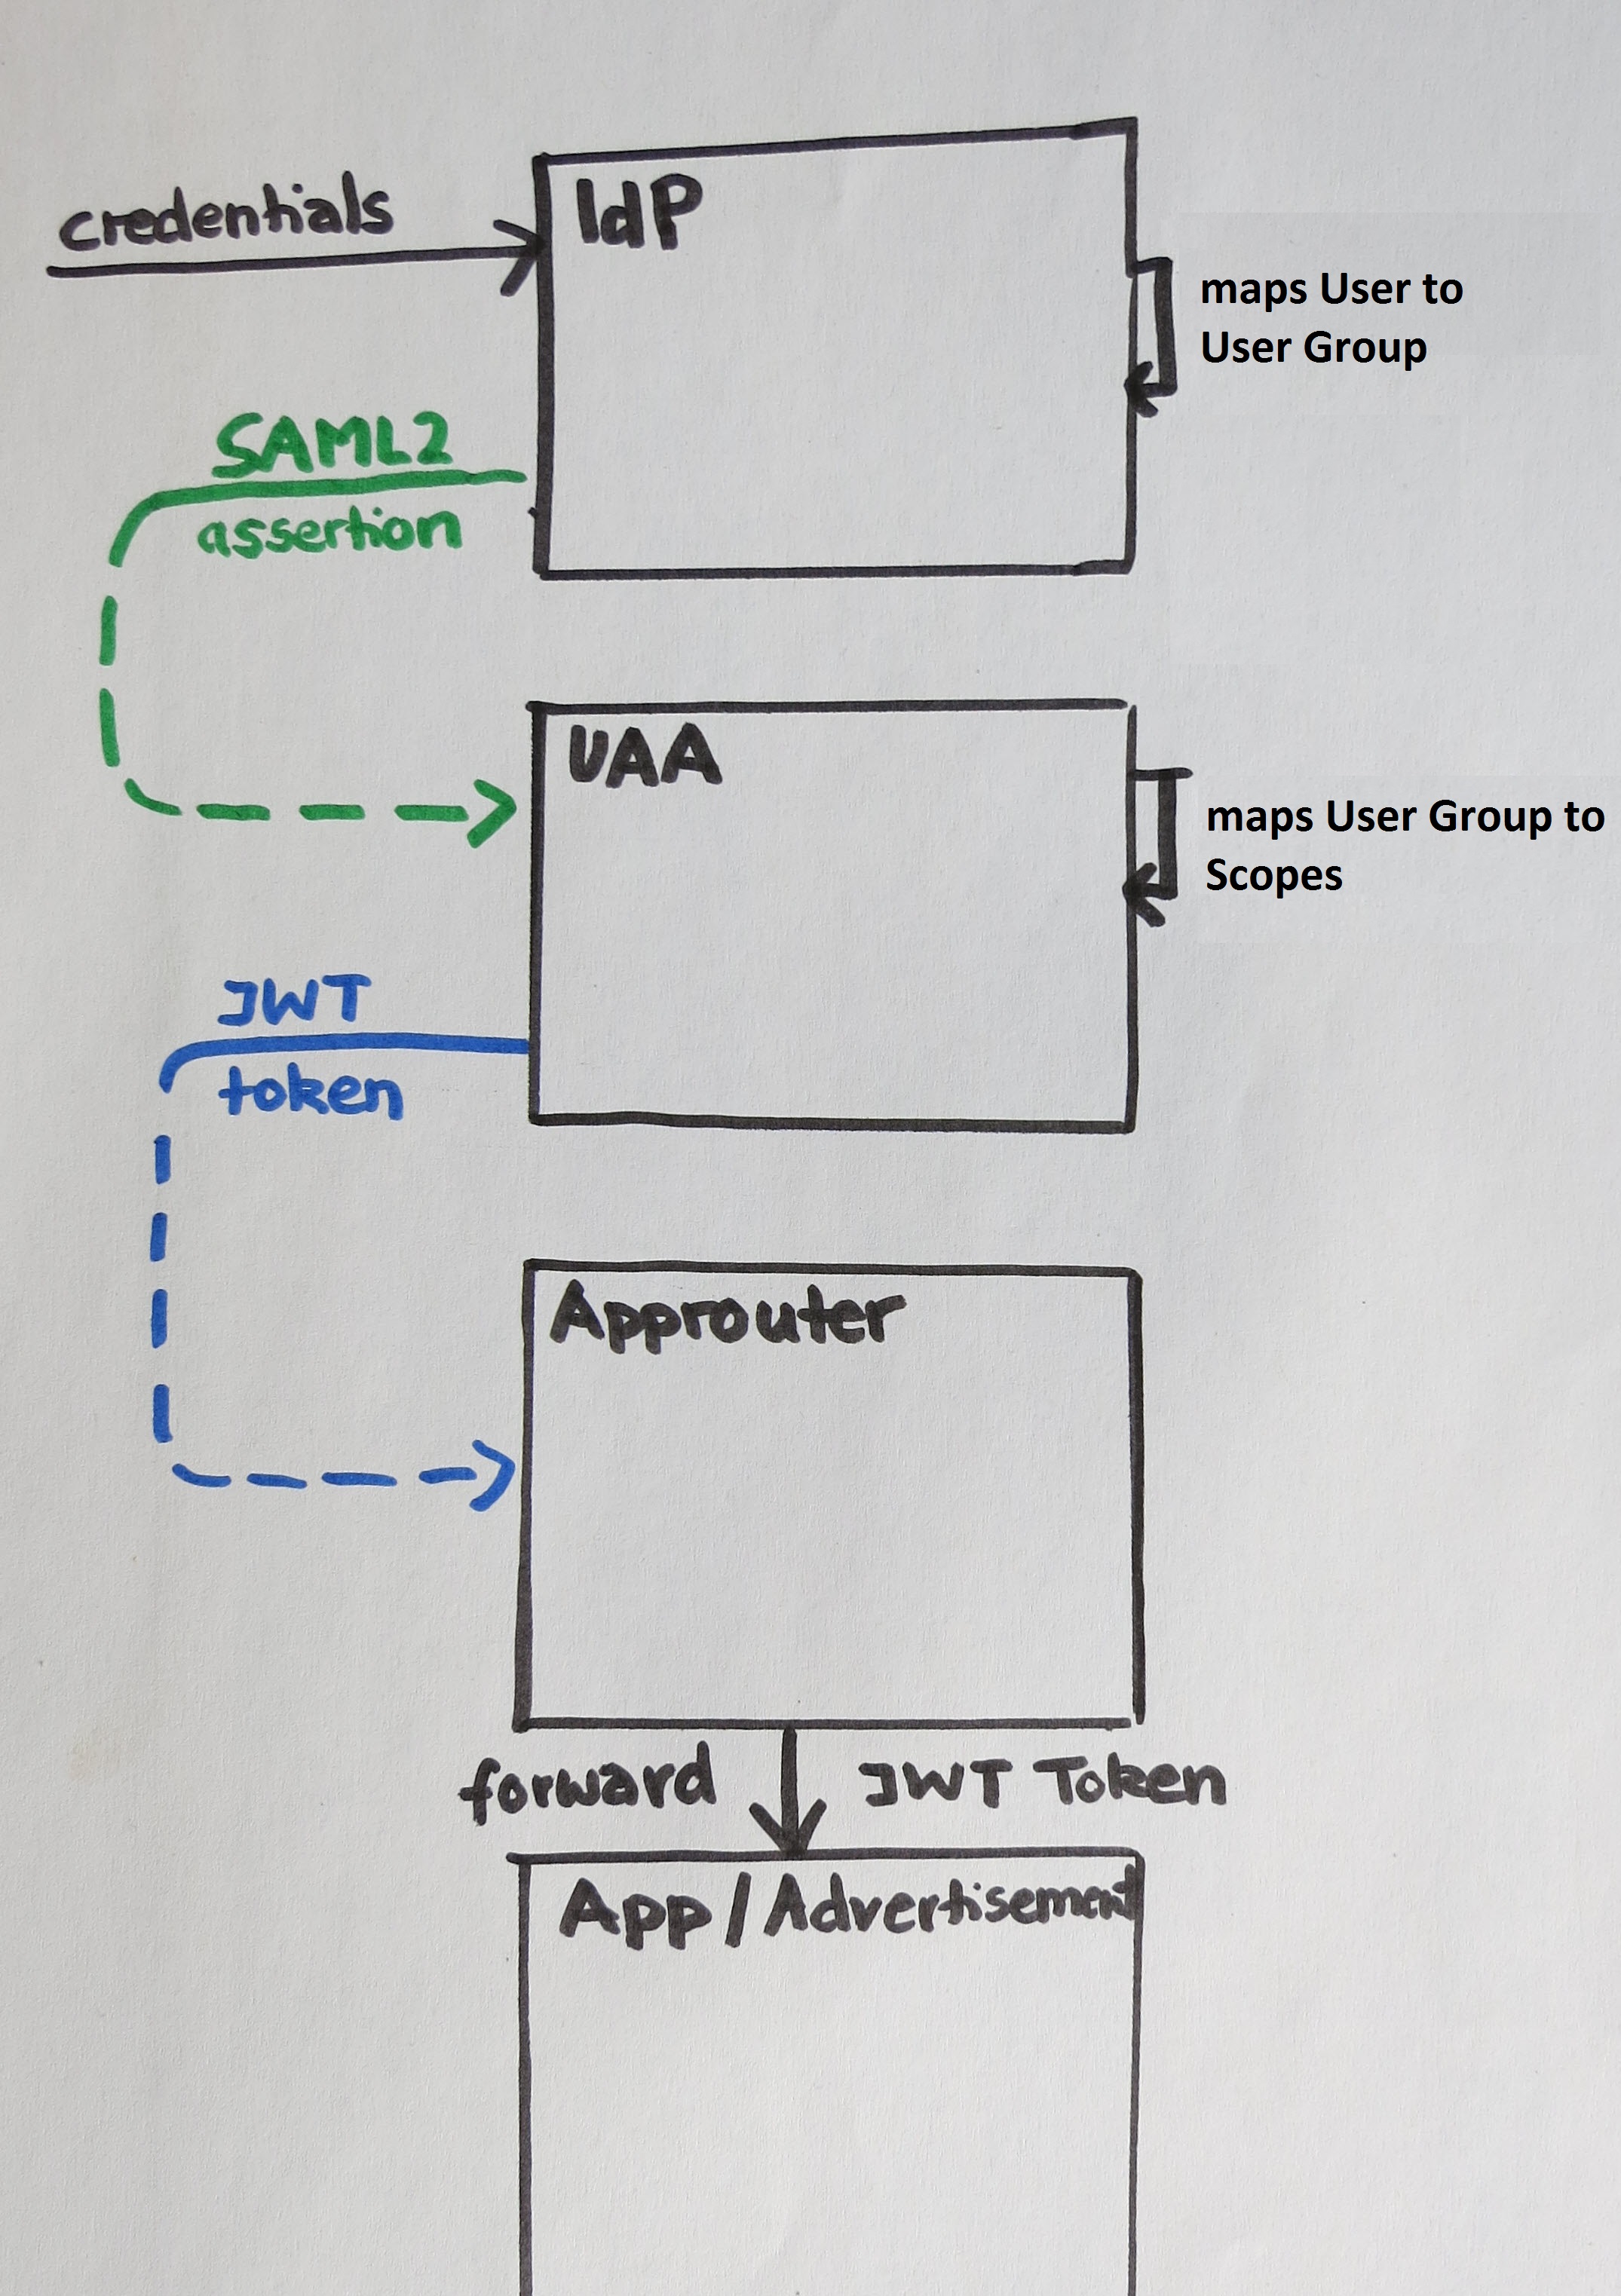 IdP
credentials
maps User to
User Group
SAML2
assertion
UAA
maps User Group to
Scopes
JWT
token
Approuter
forward
JWT Token
App / Advertisement